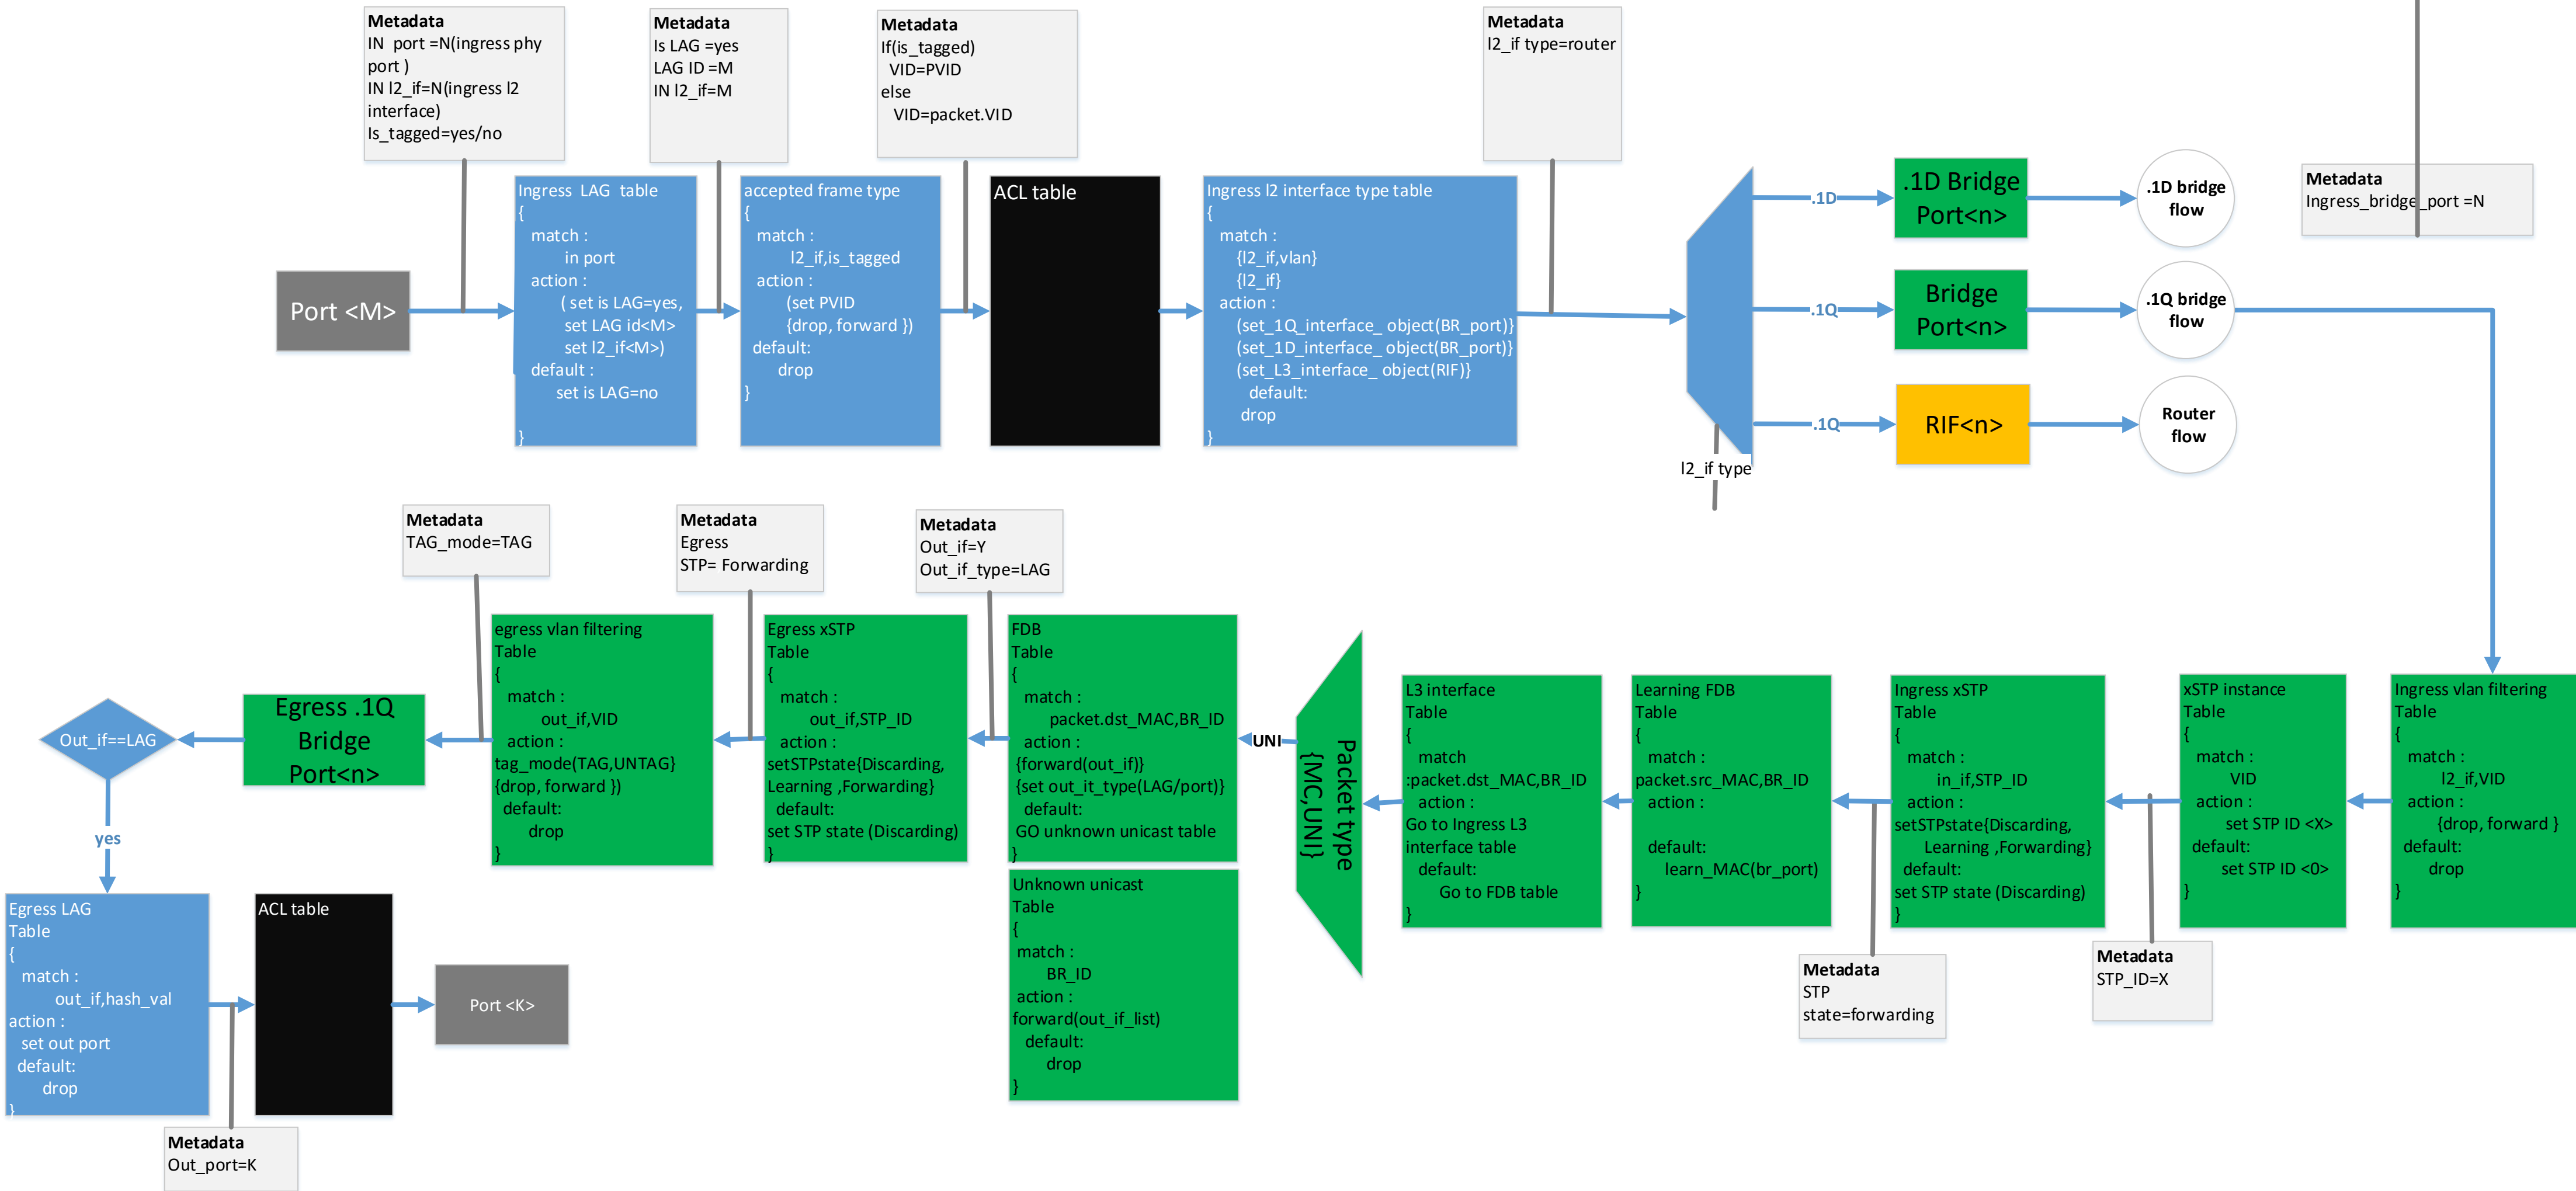 Metadata
IN  port =N(ingress phy
port )
IN l2_if=N(ingress l2
interface)
Is_tagged=yes/no
Metadata
Is LAG =yes
LAG ID =M
IN l2_if=M
Metadata
If(is_tagged)
VID=PVID
else
VID=packet.VID
Metadata
l2_if type=router
Port <M>
Ingress  LAG  table
{
match :
in port
action :
( set is LAG=yes,
set LAG id<M>
set l2_if<M>)
default :
set is LAG=no
}
accepted frame type
{
match :
l2_if,is_tagged
action :
(set PVID
{drop, forward })
default:
drop
}
ACL table
Ingress l2 interface type table
{
match :
{l2_if,vlan}
{l2_if}
action :
(set_1Q_interface_ object(BR_port)}
(set_1D_interface_ object(BR_port)}
(set_L3_interface_ object(RIF)}
default:
drop
}
l2_if type
.1D
.1Q
.1Q
.1D Bridge
Port<n>
Bridge
Port<n>
RIF<n>
.1D bridge
flow
.1Q bridge
flow
Router
flow
Metadata
Ingress_bridge_port =N
Ingress vlan filtering
Table
{
match :
l2_if,VID
action :
{drop, forward }
default:
drop
}
xSTP instance
Table
{
match :
VID
action :
set STP ID <X>
default:
set STP ID <0>
}
Metadata
STP_ID=X
Ingress xSTP
Table
{
match :
in_if,STP_ID
action :
setSTPstate{Discarding,
Learning ,Forwarding}
default:
set STP state (Discarding)
}
Metadata
STP
state=forwarding
Learning FDB
Table
{
match :
packet.src_MAC,BR_ID
action :
default:
learn_MAC(br_port)
}
L3 interface
Table
{
match
:packet.dst_MAC,BR_ID
action :
Go to Ingress L3
interface table
default:
Go to FDB table
}
Packet type
{MC,UNI}
UNI
Metadata
Out_if=Y
Out_if_type=LAG
FDB
Table
{
match :
packet.dst_MAC,BR_ID
action :
{forward(out_if)}
{set out_it_type(LAG/port)}
default:
GO unknown unicast table
}
Unknown unicast
Table
{
match :
BR_ID
action :
forward(out_if_list)
default:
drop
}
Metadata
Egress
STP= Forwarding
Egress xSTP
Table
{
match :
out_if,STP_ID
action :
setSTPstate{Discarding,
Learning ,Forwarding}
default:
set STP state (Discarding)
}
Metadata
TAG_mode=TAG
egress vlan filtering
Table
{
match :
out_if,VID
action :
tag_mode(TAG,UNTAG}
{drop, forward })
default:
drop
}
Egress .1Q
Bridge
Port<n>
Out_if==LAG
yes
Egress LAG
Table
{
match :
out_if,hash_val
action :
set out port
default:
drop
}
Metadata
Out_port=K
ACL table
Port <K>